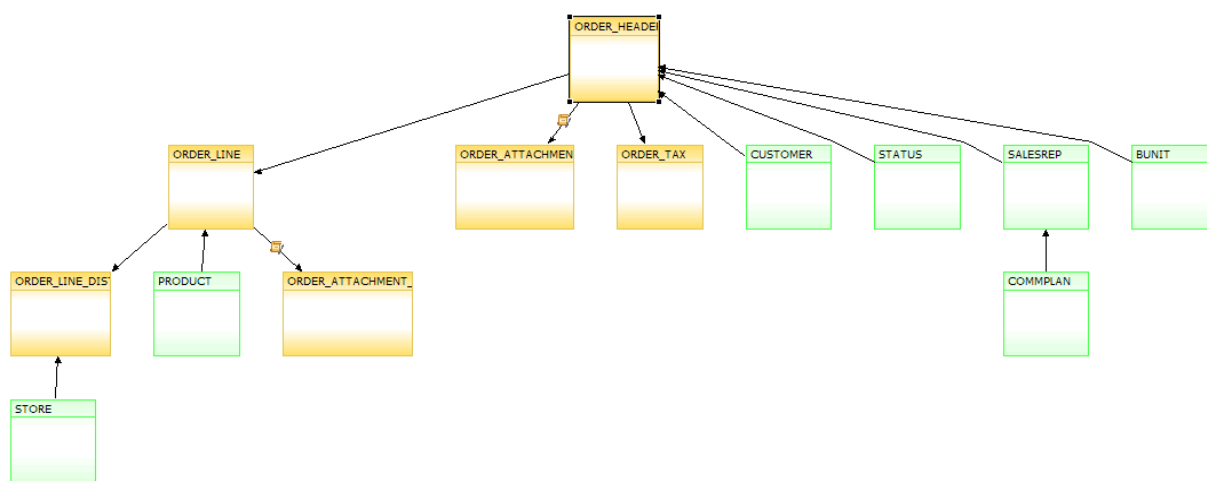 ORDER_HEADE
ORDER_LINE
ORDER_ATTACHMEN
ORDER_TAX
CUSTOMER
STATUS
SALESREP
BUNIT
ORDER_LINE_DIS
PRODUCT
ORDER_ATTACHMENT_
COMMPLAN
STORE